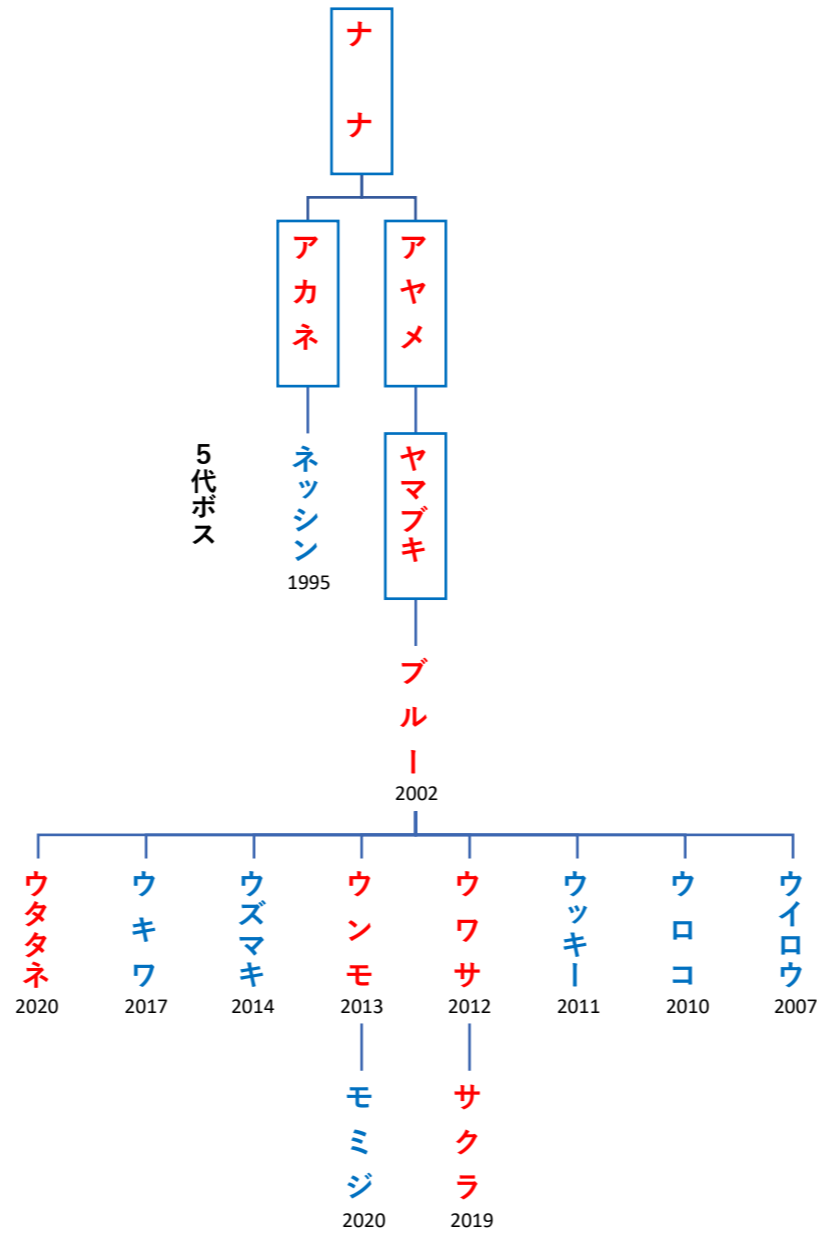 ナナ
アカネ
アヤメ
5代ボス
ネッシン
1995
ヤマブキ
ブルー
2002
ウタタネ
2020
ウキワ
2017
ウズマキ
2014
ウンモ
2013
ウワサ
2012
ウッキー
2011
ウロコ
2010
ウイロウ
2007
モミジ
2020
サクラ
2019